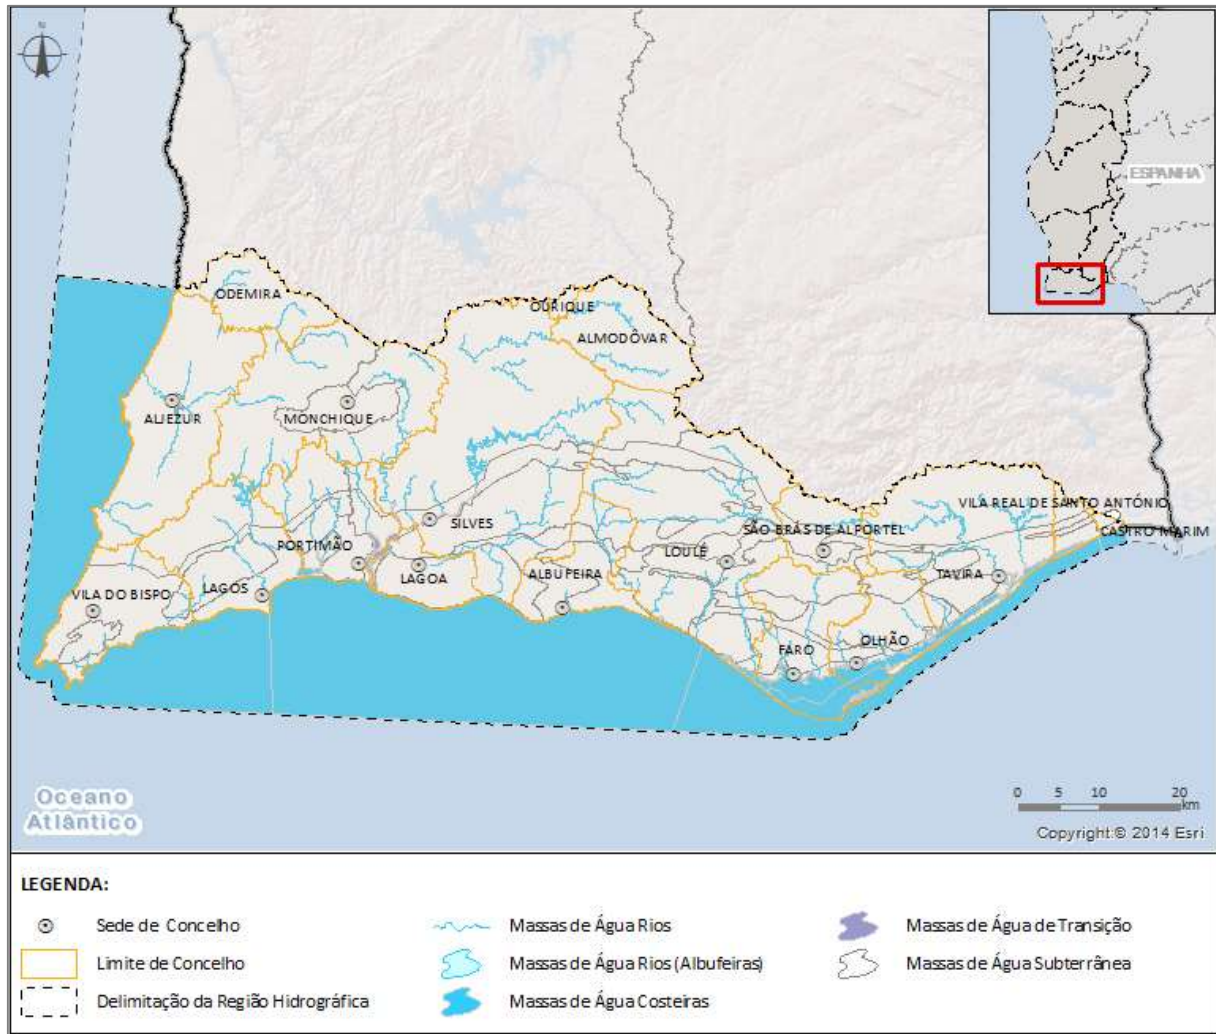 N
ESPANHA
ODEMIRA
OURIQUE
ALMODÔVAR
ALJEZUR
MONCHIQUE
VILA REAL DE SANTO ANTÓNIO
SILVES
SÃO BRÁS DE ALPORTEL
CASTRO MARIM
PORTIMÃO
LOULÉ
LAGOA
ALBUFEIRA
TAVIRA
VILA DO BISPO
LAGOS
OLHÃO
FARO
Oceano
Atlântico
0 5 10 20
km
Copyright:© 2014 Esri
LEGENDA:
Sede de Concelho
Massas de Água Rios
Massas de Água de Transição
Limite de Concelho
Massas de Água Rios (Albufeiras)
Massas de Água Subterrânea
Delimitação da Região Hidrográfica
Massas de Água Costeiras